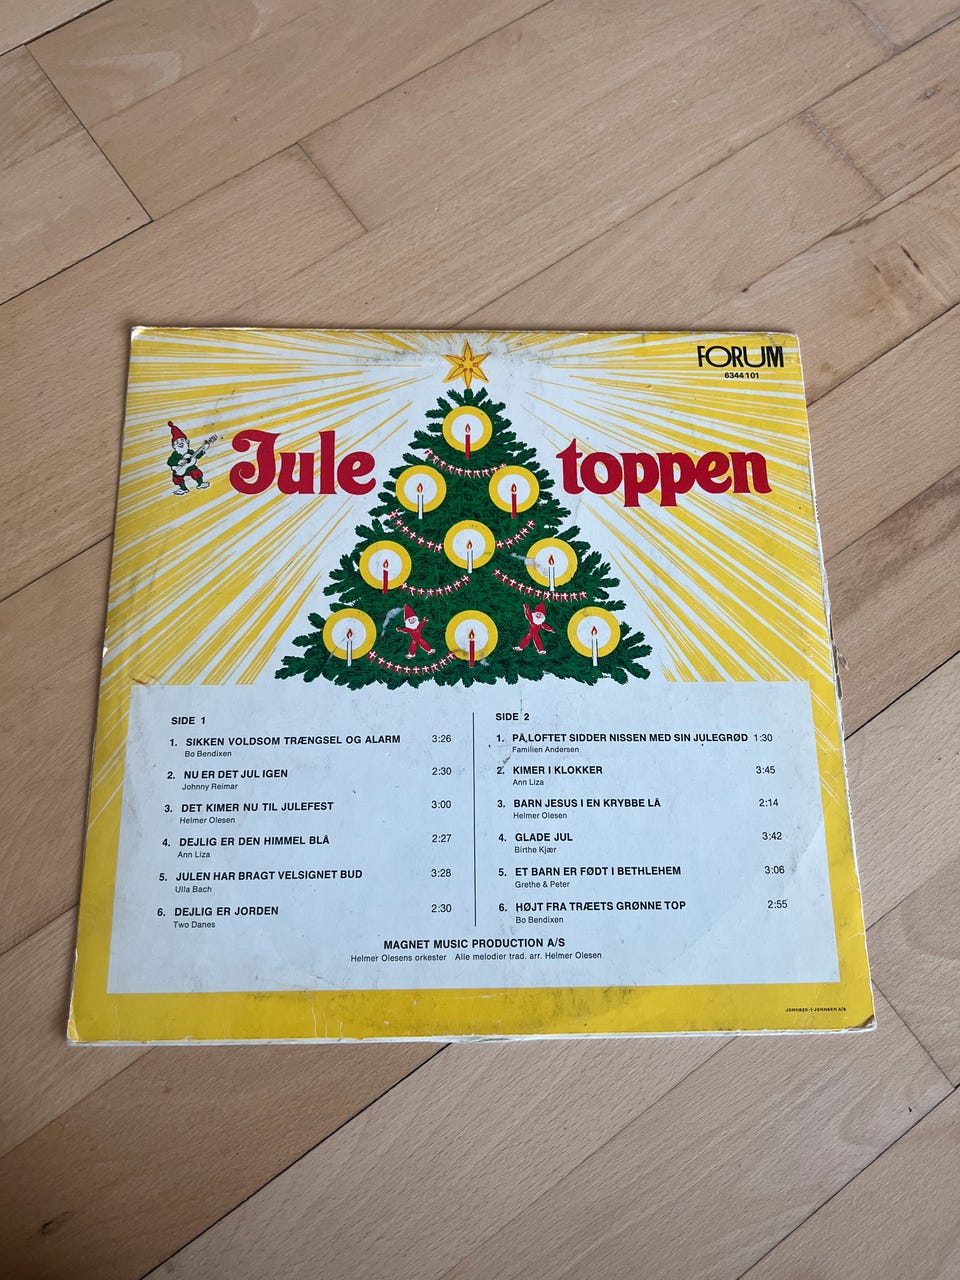 FORUM
6344 101
Jule toppen
SIDE 1
1. SIKKEN VOLDSOM TRÆNGSEL OG ALARM 3:26
Bo Bendixen
2. NU ER DET JUL IGEN 2:30
Johnny Reimar
3. DET KIMER NU TIL JULEFEST 3:00
Helmer Olesen
4. DEJLIG ER DEN HIMMEL BLÅ 2:27
Ann Liza
5. JULEN HAR BRAGT VELSIGNET BUD 3:28
Ulla Bach
6. DEJLIG ER JORDEN 2:30
Two Danes
SIDE 2
1. PÅ LOFTET SIDDER NISSEN MED SIN JULEGRØD 1:30
Familien Andersen
2. KIMER I KLOKKER 3:45
Ann Liza
3. BARN JESUS I EN KRYBBE LÅ 2:14
Helmer Olesen
4. GLADE JUL 3:42
Birthe Kjær
5. ET BARN ER FØDT I BETHLEHEM 3:06
Grethe & Peter
6. HØJT FRA TRÆETS GRØNNE TOP 2:55
Bo Bendixen
MAGNET MUSIC PRODUCTION A/S
Helmer Olesens orkester Alle melodier trad. arr. Helmer Olesen
JOHNSEN + JOHNSEN A/S